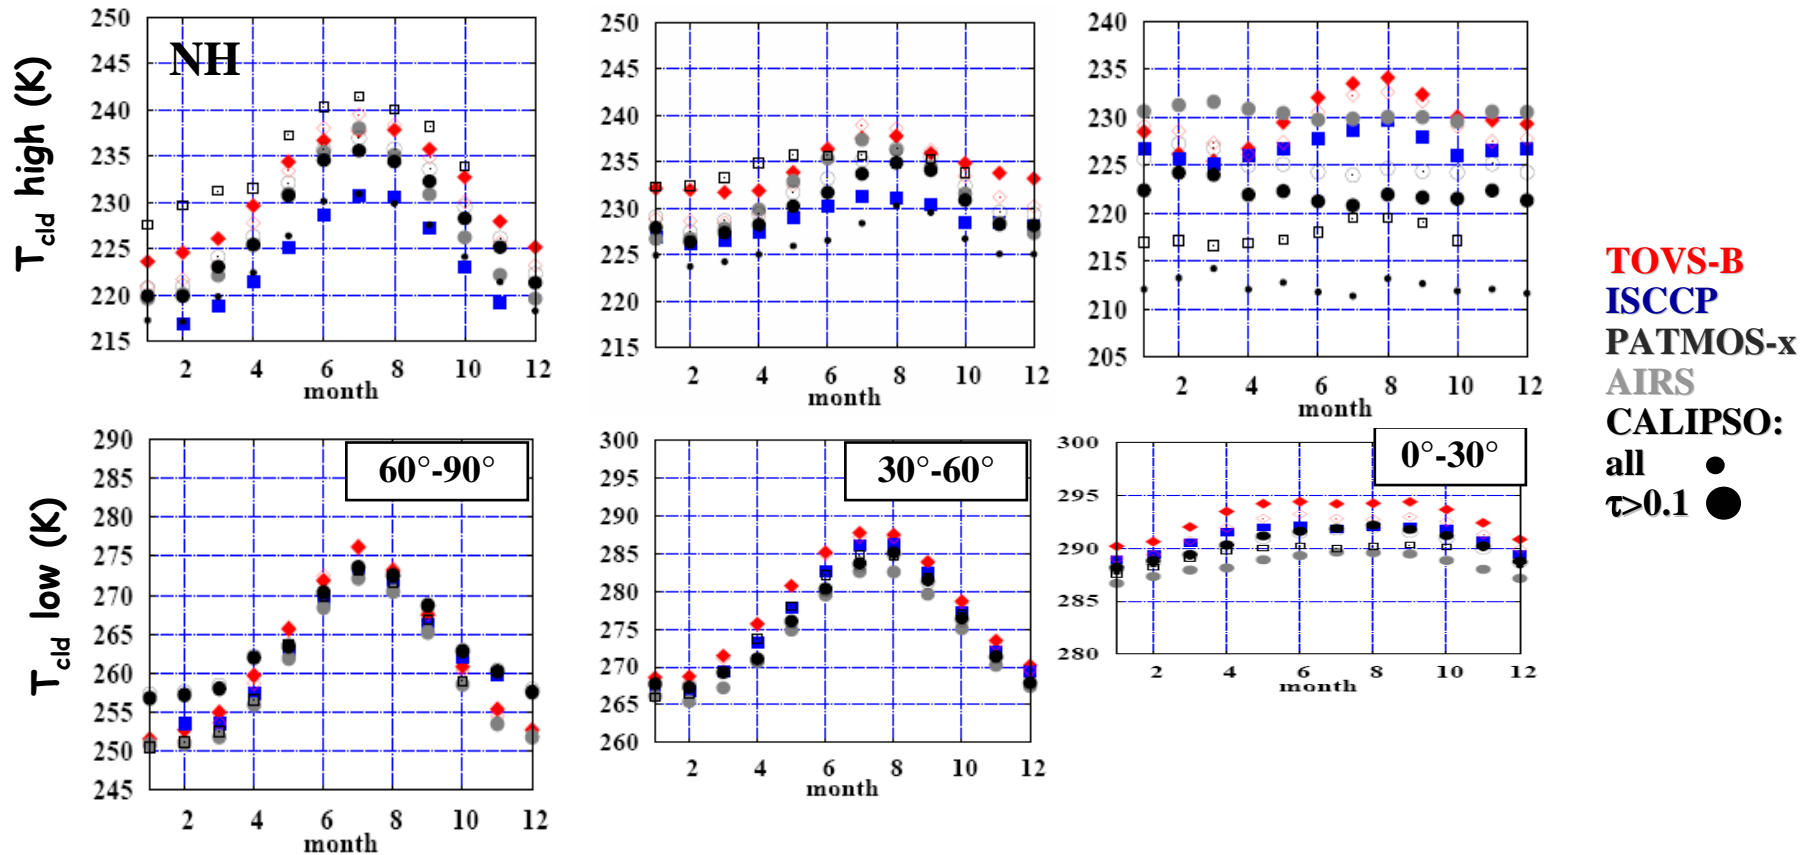 T_cld high (K)
250
245
240
235
230
225
220
215
NH
2 4 6 8 10 12
month
250
245
240
235
230
225
220
215
2 4 6 8 10 12
month
240
235
230
225
220
215
210
205
2 4 6 8 10 12
month
TOVS-B
ISCCP
PATMOS-x
AIRS
CALIPSO:
all
τ>0.1
T_cld low (K)
290
285
280
275
270
265
260
255
250
245
60°-90°
2 4 6 8 10 12
month
300
295
290
285
280
275
270
265
260
30°-60°
2 4 6 8 10 12
month
300
295
290
285
280
0°-30°
2 4 6 8 10 12
month